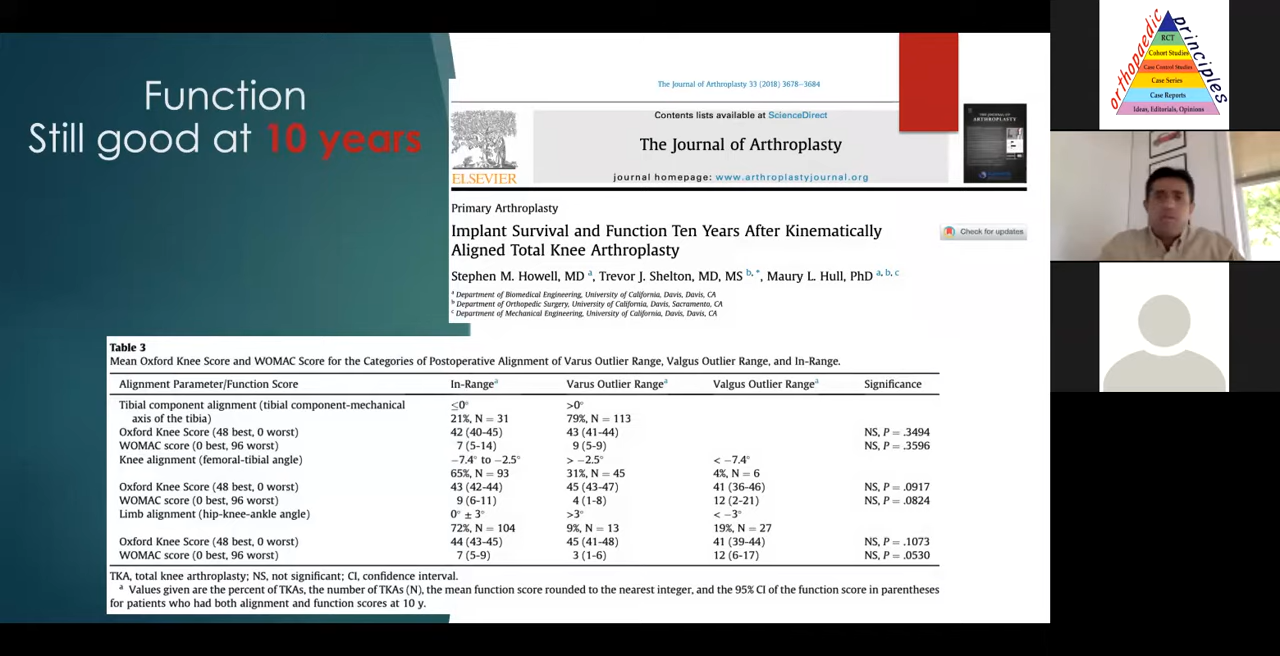 Function
Still good at 10 years
The Journal of Arthroplasty 33 (2018) 3678–3684
Contents lists available at ScienceDirect
The Journal of Arthroplasty
journal homepage: www.arthroplastyjournal.org
ELSEVIER
THE JOURNAL OF
ARTHROPLASTY
Primary Arthroplasty
Implant Survival and Function Ten Years After Kinematically
Aligned Total Knee Arthroplasty
Check for updates
Stephen M. Howell, MD a, Trevor J. Shelton, MD, MS b, *, Maury L. Hull, PhD a, b, c
a Department of Biomedical Engineering, University of California, Davis, Davis, CA
b Department of Orthopedic Surgery, University of California, Davis, Sacramento, CA
c Department of Mechanical Engineering, University of California, Davis, Davis, CA
Table 3
Mean Oxford Knee Score and WOMAC Score for the Categories of Postoperative Alignment of Varus Outlier Range, Valgus Outlier Range, and In-Range.
Alignment Parameter/Function Score In-Range a Varus Outlier Range a Valgus Outlier Range a Significance
Tibial component alignment (tibial component-mechanical ≤0° >0°
axis of the tibia) 21%, N = 31 79%, N = 113
Oxford Knee Score (48 best, 0 worst) 42 (40-45) 43 (41-44) NS, P = .3494
WOMAC score (0 best, 96 worst) 7 (5-14) 9 (5-9) NS, P = .3596
Knee alignment (femoral-tibial angle) −7.4° to −2.5° > −2.5° < −7.4°
65%, N = 93 31%, N = 45 4%, N = 6
Oxford Knee Score (48 best, 0 worst) 43 (42-44) 45 (43-47) 41 (36-46) NS, P = .0917
WOMAC score (0 best, 96 worst) 9 (6-11) 4 (1-8) 12 (2-21) NS, P = .0824
Limb alignment (hip-knee-ankle angle) 0° ± 3° >3° < −3°
72%, N = 104 9%, N = 13 19%, N = 27
Oxford Knee Score (48 best, 0 worst) 44 (43-45) 45 (41-48) 41 (39-44) NS, P = .1073
WOMAC score (0 best, 96 worst) 7 (5-9) 3 (1-6) 12 (6-17) NS, P = .0530
TKA, total knee arthroplasty; NS, not significant; CI, confidence interval.
a Values given are the percent of TKAs, the number of TKAs (N), the mean function score rounded to the nearest integer, and the 95% CI of the function score in parentheses
for patients who had both alignment and function scores at 10 y.
orthopaedic
principles
RCT
Cohort Studies
Case Control Studies
Case Series
Case Reports
Ideas, Editorials, Opinions